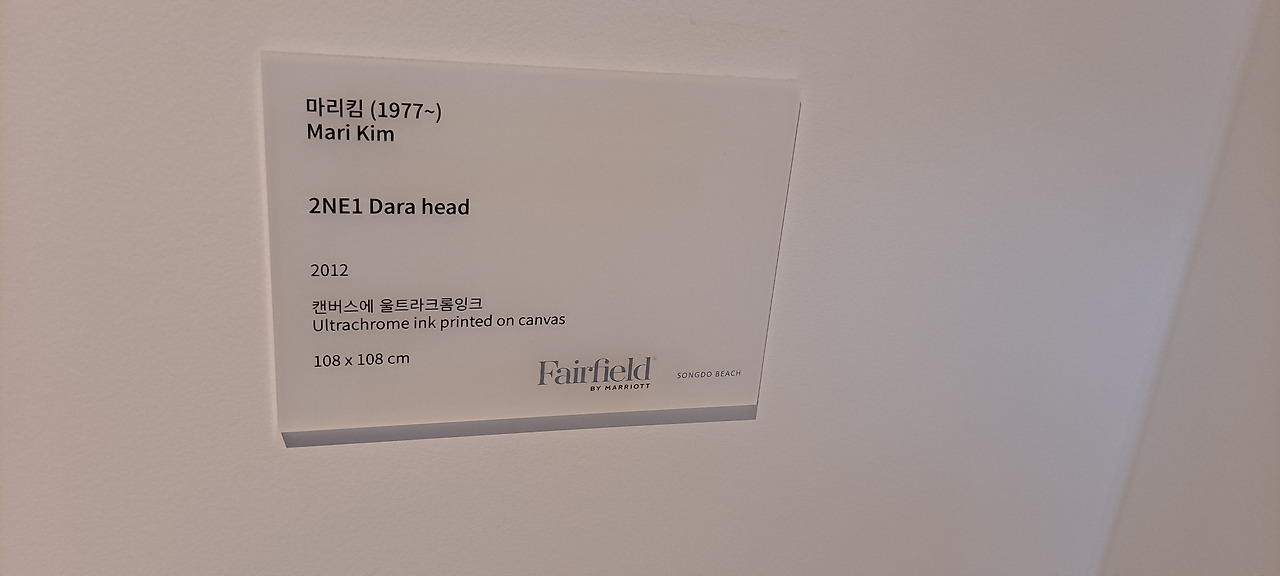 마리킴 (1977~)
Mari Kim
2NE1 Dara head
2012
캔버스에 울트라크롬잉크
Ultrachrome ink printed on canvas
108 x 108 cm
Fairfield
BY MARRIOTT
SONGDO BEACH